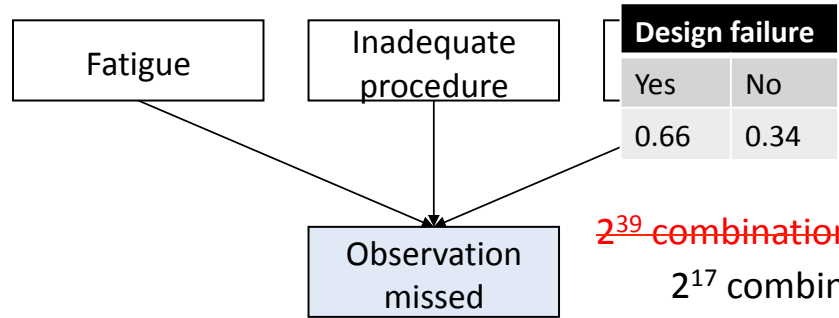 Fatigue
Inadequate
procedure
Design failure
Yes No
0.66 0.34
Observation
missed
2^39 combination
2^17 combin